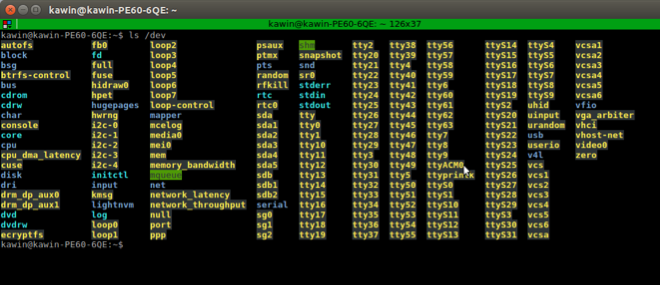 kawin@kawin-PE60-6QE: ~
kawin@kawin-PE60-6QE: ~ 126x37
kawin@kawin-PE60-6QE:~$ ls /dev
autofs fb0 loop2 psaux shm tty2 tty38 tty56 ttyS14 ttyS4 vcsa1
block fd loop3 ptmx snapshot tty20 tty39 tty57 ttyS15 ttyS5 vcsa2
bsg full loop4 pts snd tty21 tty4 tty58 ttyS16 ttyS6 vcsa3
btrfs-control fuse loop5 random sr0 tty22 tty40 tty59 ttyS17 ttyS7 vcsa4
bus hidraw0 loop6 rfkill stderr tty23 tty41 tty6 ttyS18 ttyS8 vcsa5
cdrom hpet loop7 rtc stdin tty24 tty42 tty60 ttyS19 ttyS9 vcsa6
cdrw hugepages loop-control rtc0 stdout tty25 tty43 tty61 ttyS2 uhid vfio
char hwrng mapper sda tty tty26 tty44 tty62 ttyS20 uinput vga_arbiter
console i2c-0 mcelog sda1 tty0 tty27 tty45 tty63 ttyS21 urandom vhci
core i2c-1 media0 sda2 tty1 tty28 tty46 tty7 ttyS22 usb vhost-net
cpu i2c-2 mei0 sda3 tty10 tty29 tty47 tty8 ttyS23 userio video0
cpu_dma_latency i2c-3 mem sda4 tty11 tty3 tty48 tty9 ttyS24 v4l zero
cuse i2c-4 memory_bandwidth sda5 tty12 tty30 tty49 ttyACM0 ttyS25 vcs
disk initctl mqueue sdb tty13 tty31 tty5 ttyprintk ttyS26 vcs1
dri input net sdb1 tty14 tty32 tty50 ttyS0 ttyS27 vcs2
drm_dp_aux0 kmsg network_latency sdb2 tty15 tty33 tty51 ttyS1 ttyS28 vcs3
drm_dp_aux1 lightnvm network_throughput serial tty16 tty34 tty52 ttyS10 ttyS29 vcs4
dvd log null sg0 tty17 tty35 tty53 ttyS11 ttyS3 vcs5
dvdrw loop0 port sg1 tty18 tty36 tty54 ttyS12 ttyS30 vcs6
ecryptfs loop1 ppp sg2 tty19 tty37 tty55 ttyS13 ttyS31 vcsa
kawin@kawin-PE60-6QE:~$